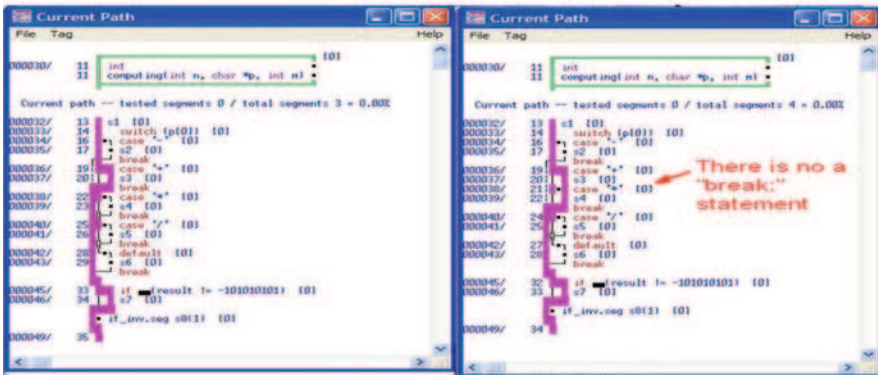 Current Path
File Tag Help
[0]
000030/ 11 int
11 computing( int n, char *p, int m)
Current path -- tested segments 0 / total segments 3 = 0.00%
000032/ 13 s1 [0]
000033/ 14 switch (p[0]) [0]
000034/ 16 case '-' [0]
000035/ 17 s2 [0]
break
000036/ 19 case '+' [0]
000037/ 20 s3 [0]
break
000038/ 22 case '*' [0]
000039/ 23 s4 [0]
break
000040/ 25 case '/' [0]
000041/ 26 s5 [0]
break
000042/ 28 default [0]
000043/ 29 s6 [0]
break
000045/ 33 if (result != -101010101) [0]
000046/ 34 s7 [0]
if_inv.seg s8(1) [0]
000049/ 35
Current Path
File Tag Help
[0]
000030/ 11 int
11 computing( int n, char *p, int m)
Current path -- tested segments 0 / total segments 4 = 0.00%
000032/ 13 s1 [0]
000033/ 14 switch (p[0]) [0]
000034/ 16 case '-' [0]
000035/ 17 s2 [0]
break
000036/ 19 case '+' [0]
000037/ 20 s3 [0]
000038/ 21 case '*' [0]
000039/ 22 s4 [0]
break
000040/ 24 case '/' [0]
000041/ 25 s5 [0]
break
000042/ 27 default [0]
000043/ 28 s6 [0]
break
000045/ 32 if (result != -101010101) [0]
000046/ 33 s7 [0]
if_inv.seg s8(1) [0]
000049/ 34
There is no a
"break;"
statement